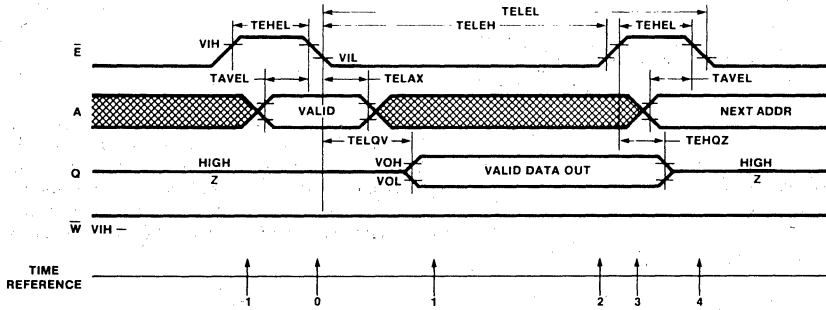 TELEL
TEHEL TELEH TEHEL
E VIH VIL
TAVEL TELAX TAVEL
A VALID NEXT ADDR
TELQV TEHQZ
Q HIGH Z VOH VOL VALID DATA OUT HIGH Z
W VIH
TIME REFERENCE
1 0 1 2 3 4